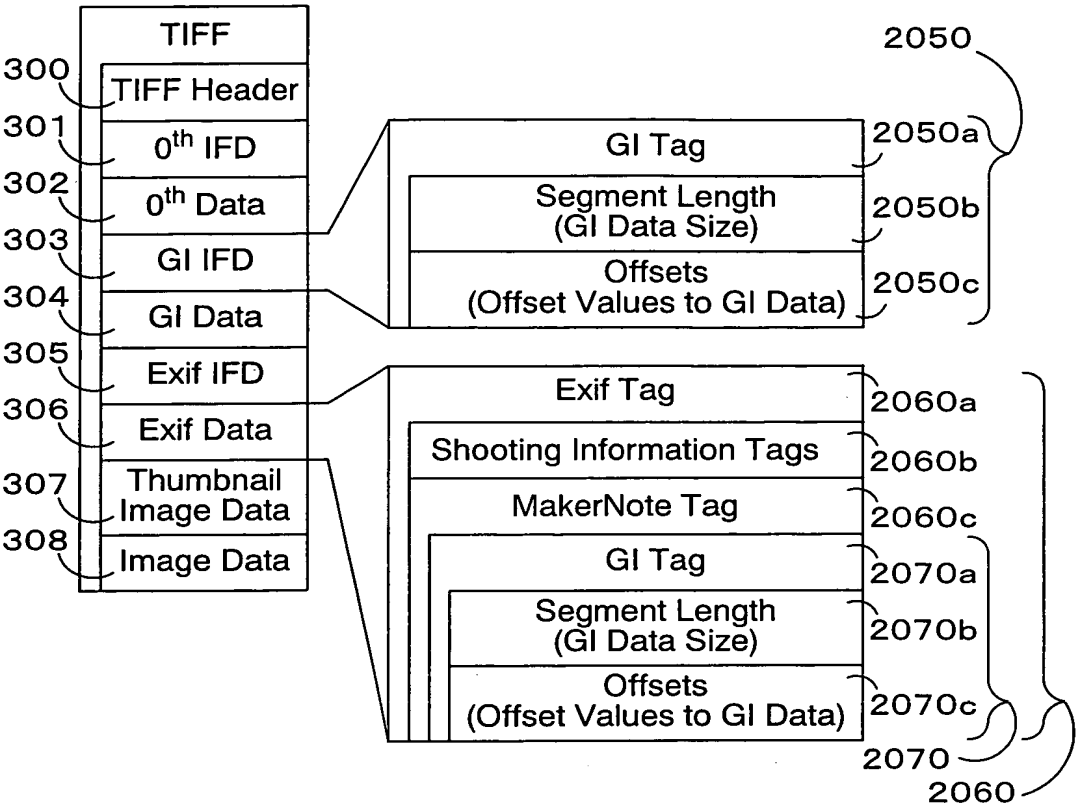 TIFF
300
TIFF Header
301
0th IFD
302
0th Data
303
GI IFD
304
GI Data
305
Exif IFD
306
Exif Data
307
Thumbnail
Image Data
308
Image Data
2050
GI Tag
2050a
Segment Length
(GI Data Size)
2050b
Offsets
(Offset Values to GI Data)
2050c
Exif Tag
2060a
Shooting Information Tags
2060b
MakerNote Tag
2060c
GI Tag
2070a
Segment Length
(GI Data Size)
2070b
Offsets
(Offset Values to GI Data)
2070c
2070
2060